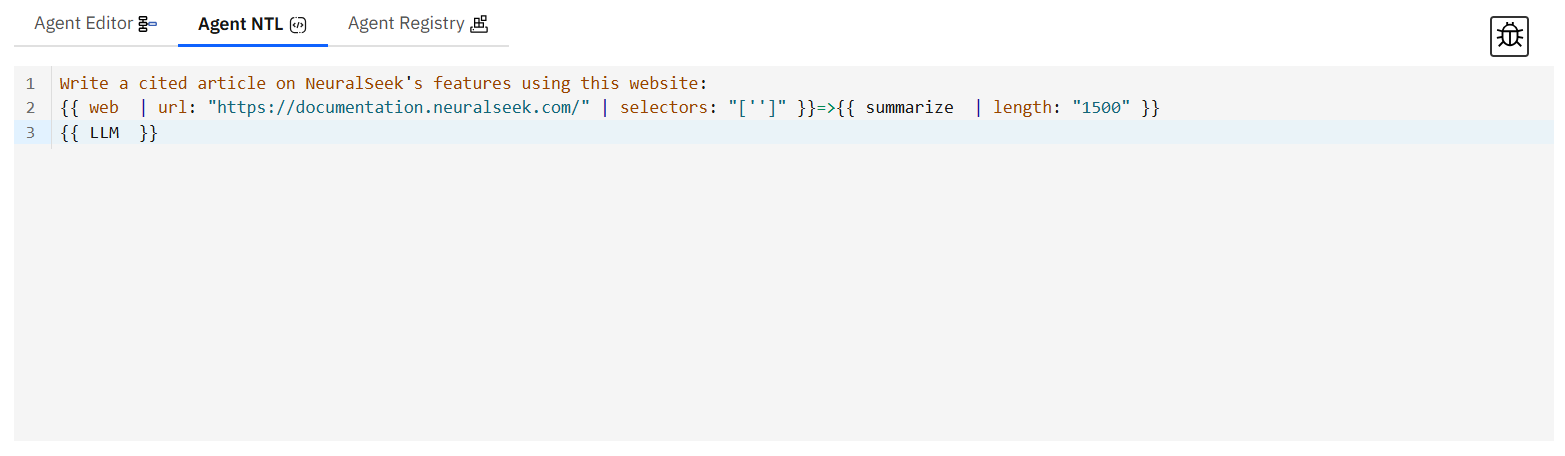 Agent Editor Agent NTL Agent Registry
1 Write a cited article on NeuralSeek's features using this website:
2 {{ web  | url: "https://documentation.neuralseek.com/" | selectors: "['']" }}=>{{ summarize  | length: "1500" }}
3 {{ LLM  }}